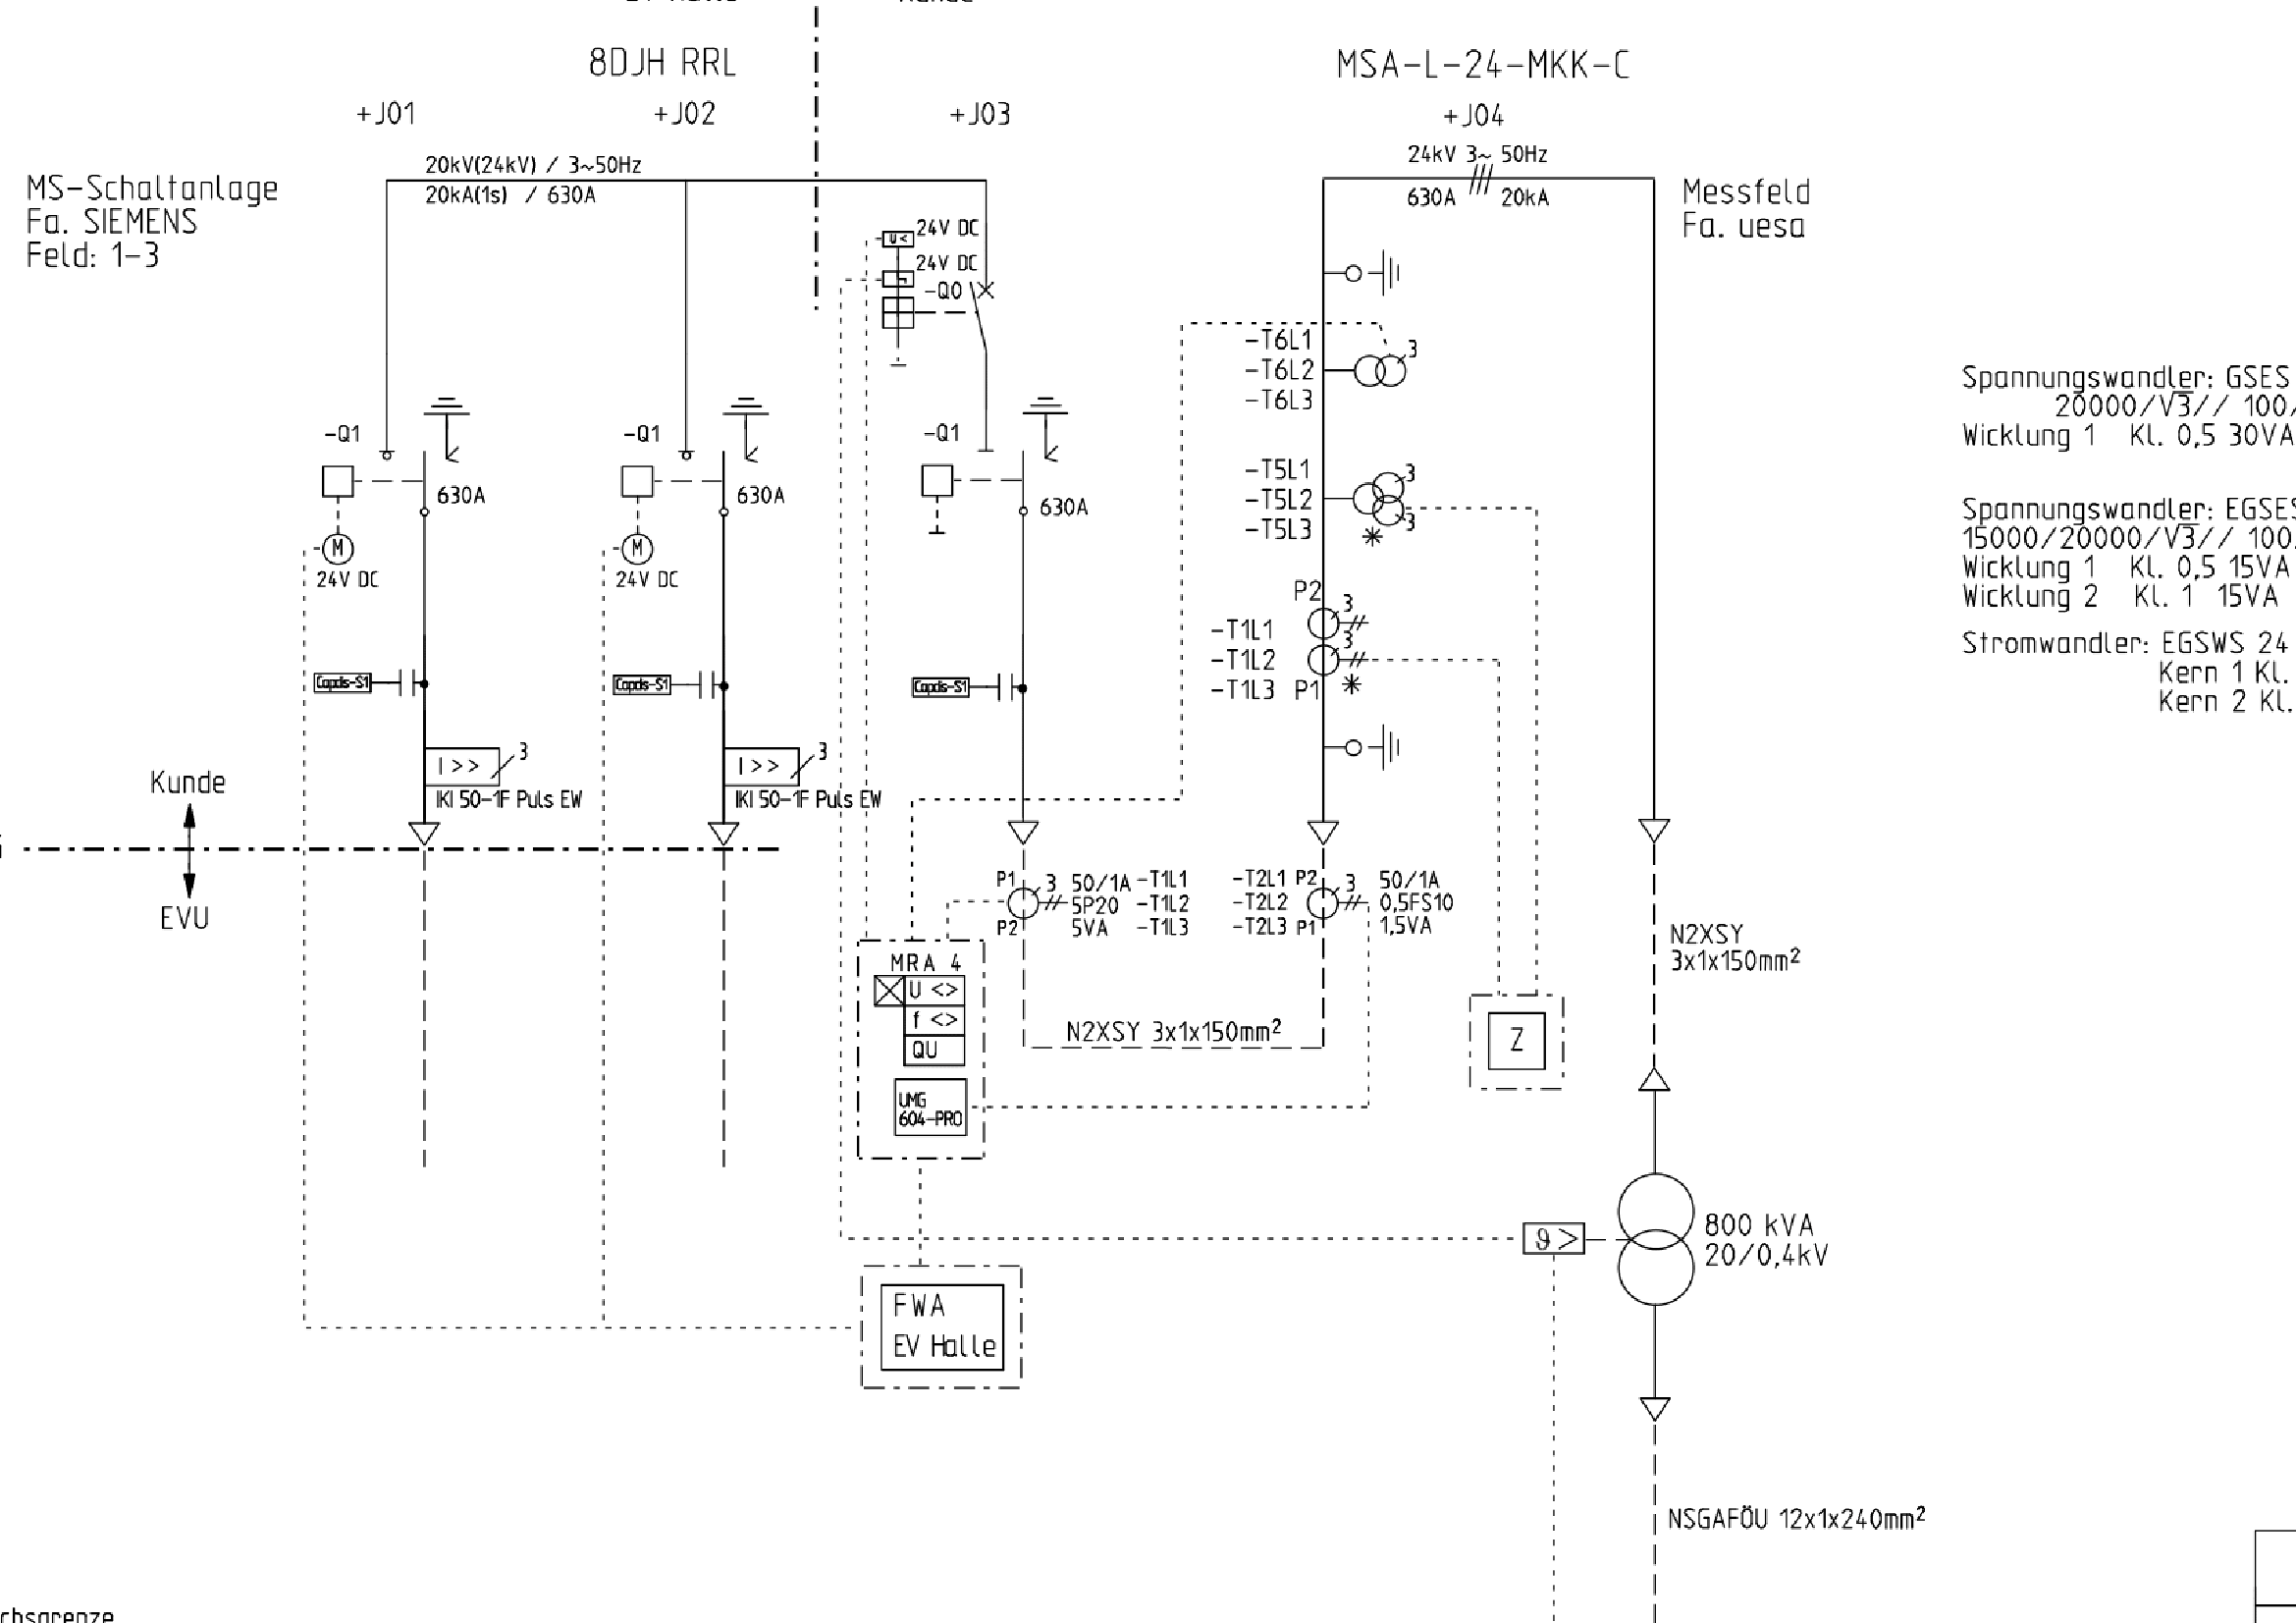 8DJH RRL
MSA-L-24-MKK-C
+J01
+J02
+J03
+J04
20kV(24kV) / 3~50Hz
20kA(1s) / 630A
24kV 3~ 50Hz
630A
20kA
MS-Schaltanlage
Fa. SIEMENS
Feld: 1-3
Messfeld
Fa. uesa
U<
24V DC
24V DC
-Q0
-T6L1
-T6L2
-T6L3
3
Spannungswandler: GSES
20000/√3// 100/
Wicklung 1 Kl. 0,5 30VA
-Q1
630A
M
24V DC
-Q1
630A
M
24V DC
-Q1
630A
-T5L1
-T5L2
-T5L3
3
3
*
Spannungswandler: EGSES
15000/20000/√3// 100
Wicklung 1 Kl. 0,5 15VA
Wicklung 2 Kl. 1 15VA
P2
3
3
-T1L1
-T1L2
-T1L3
P1
*
Stromwandler: EGSWS 24
Kern 1 Kl.
Kern 2 Kl.
Capdis-S1
Capdis-S1
Capdis-S1
I >>
3
IKI 50-1F Puls EW
I >>
3
IKI 50-1F Puls EW
Kunde
EVU
P1
P2
3
50/1A
5P20
5VA
-T1L1
-T1L2
-T1L3
-T2L1
-T2L2
-T2L3
P2
P1
3
50/1A
0,5FS10
1,5VA
N2XSY
3x1x150mm²
MRA 4
U <>
f <>
QU
UMG
604-PRO
N2XSY 3x1x150mm²
Z
ϑ >
800 kVA
20/0,4kV
FWA
EV Halle
NSGAFÖU 12x1x240mm²